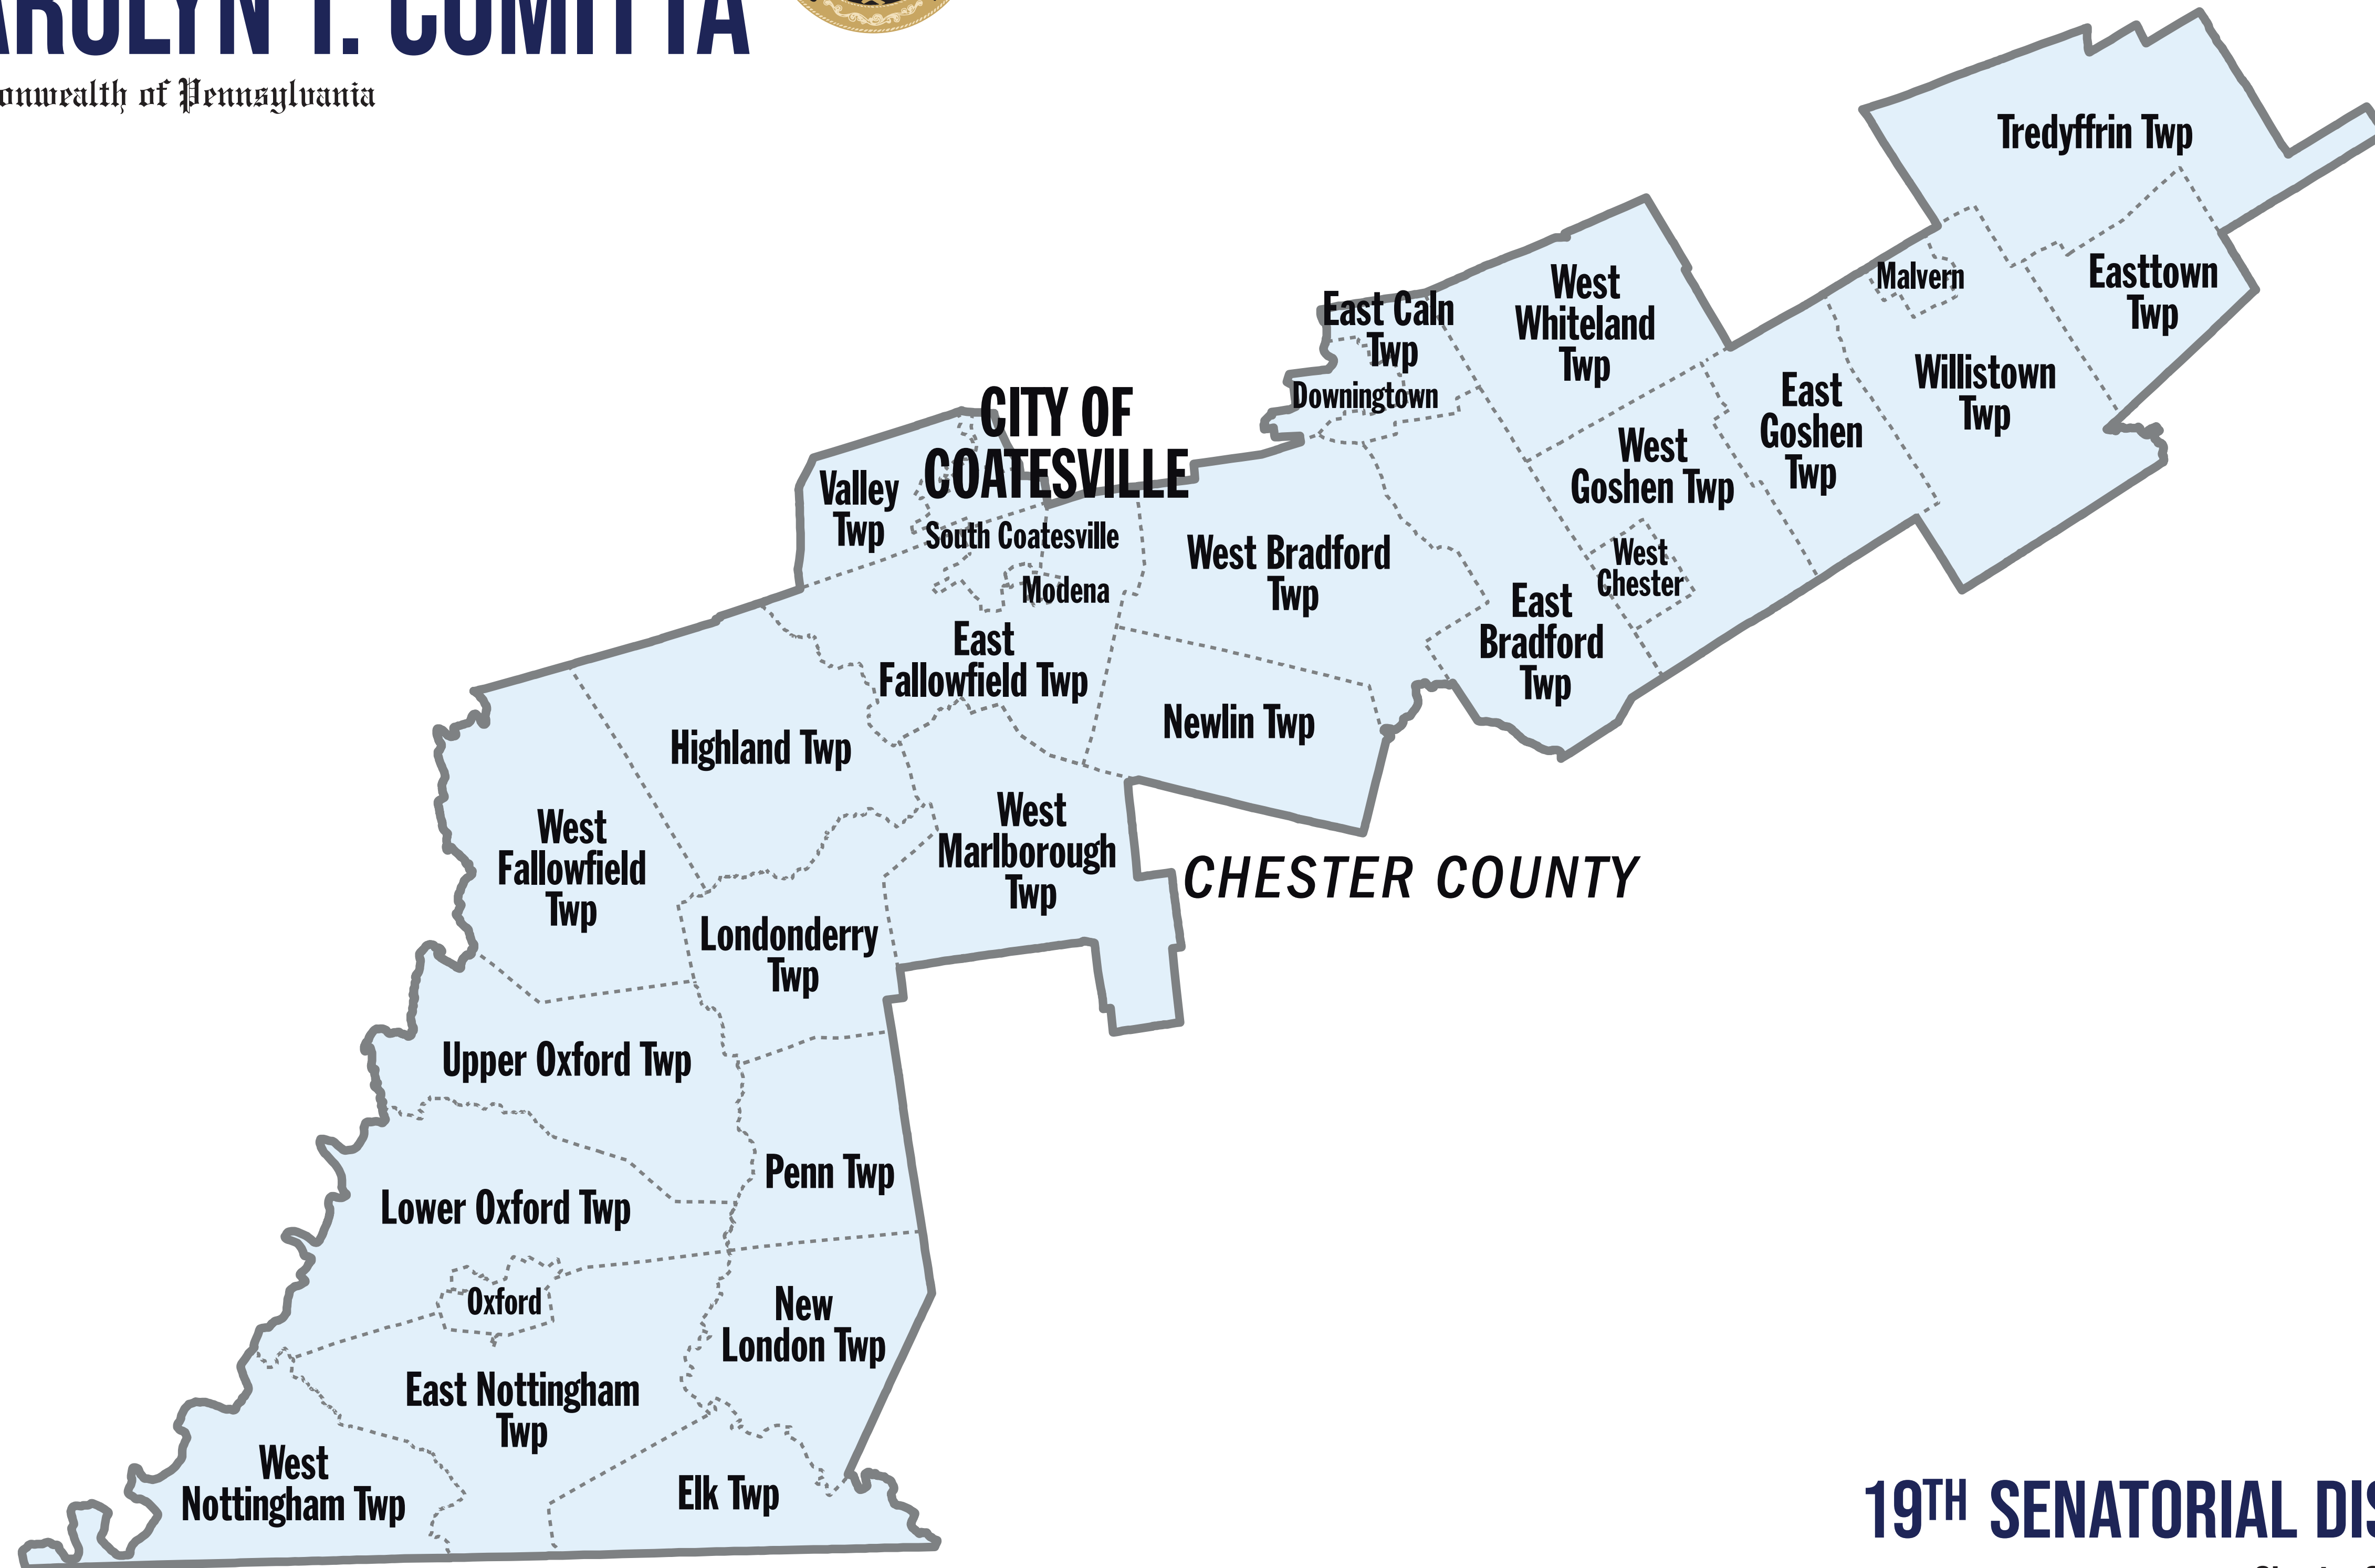 AROLYN T. COMITTA
onwealth of Pennsylvania
Tredyffrin Twp
Malvern
Easttown
Twp
Willistown
Twp
East
Goshen
Twp
West
Whiteland
Twp
West
Goshen Twp
West
Chester
East Caln
Twp
Downingtown
East
Bradford
Twp
West Bradford
Twp
CITY OF
COATESVILLE
Valley
Twp
South Coatesville
Modena
East
Fallowfield Twp
Newlin Twp
Highland Twp
West
Marlborough
Twp
CHESTER COUNTY
West
Fallowfield
Twp
Londonderry
Twp
Upper Oxford Twp
Penn Twp
Lower Oxford Twp
Oxford
New
London Twp
East Nottingham
Twp
West
Nottingham Twp
Elk Twp
19TH SENATORIAL DIS